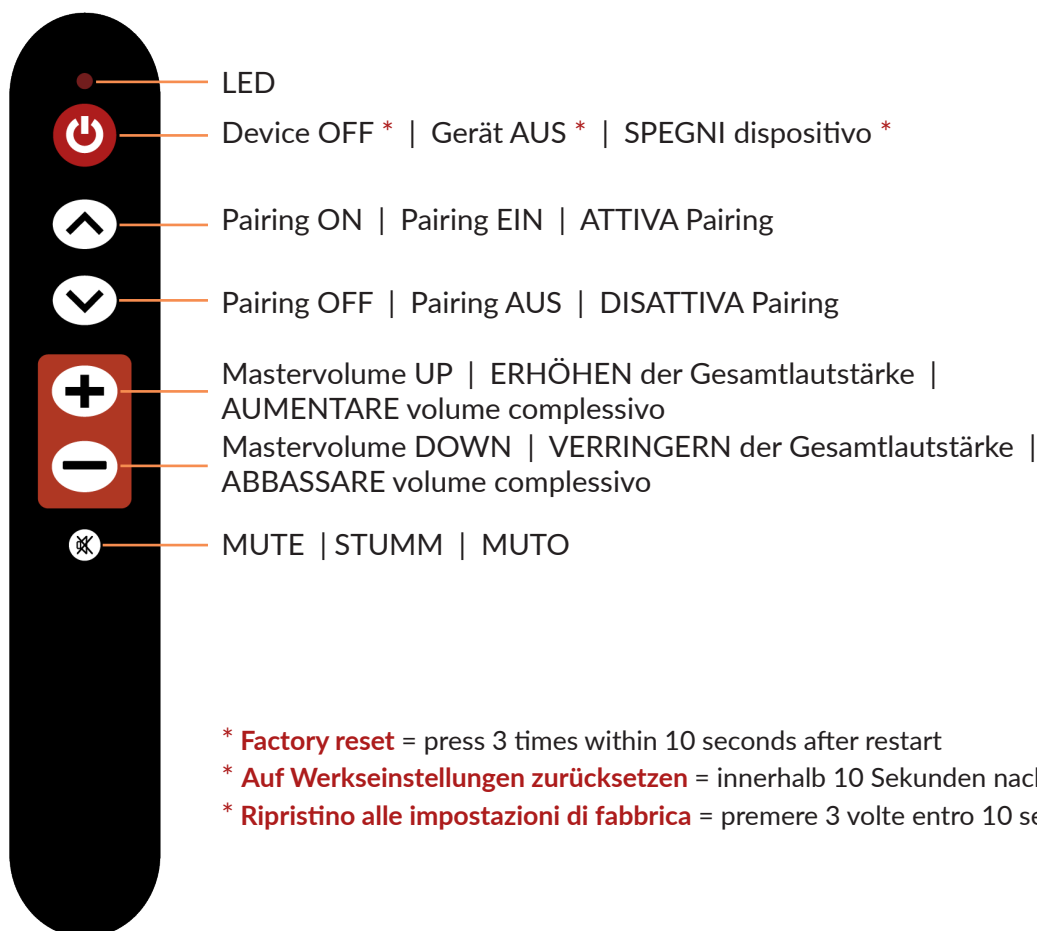 LED
Device OFF * | Gerät AUS * | SPEGNI dispositivo *
Pairing ON | Pairing EIN | ATTIVA Pairing
Pairing OFF | Pairing AUS | DISATTIVA Pairing
Mastervolume UP | ERHÖHEN der Gesamtlautstärke |
AUMENTARE volume complessivo
Mastervolume DOWN | VERRINGERN der Gesamtlautstärke |
ABBASSARE volume complessivo
MUTE | STUMM | MUTO
* Factory reset = press 3 times within 10 seconds after restart
* Auf Werkseinstellungen zurücksetzen = innerhalb 10 Sekunden
* Ripristino alle impostazioni di fabbrica = premere 3 volte entro 10